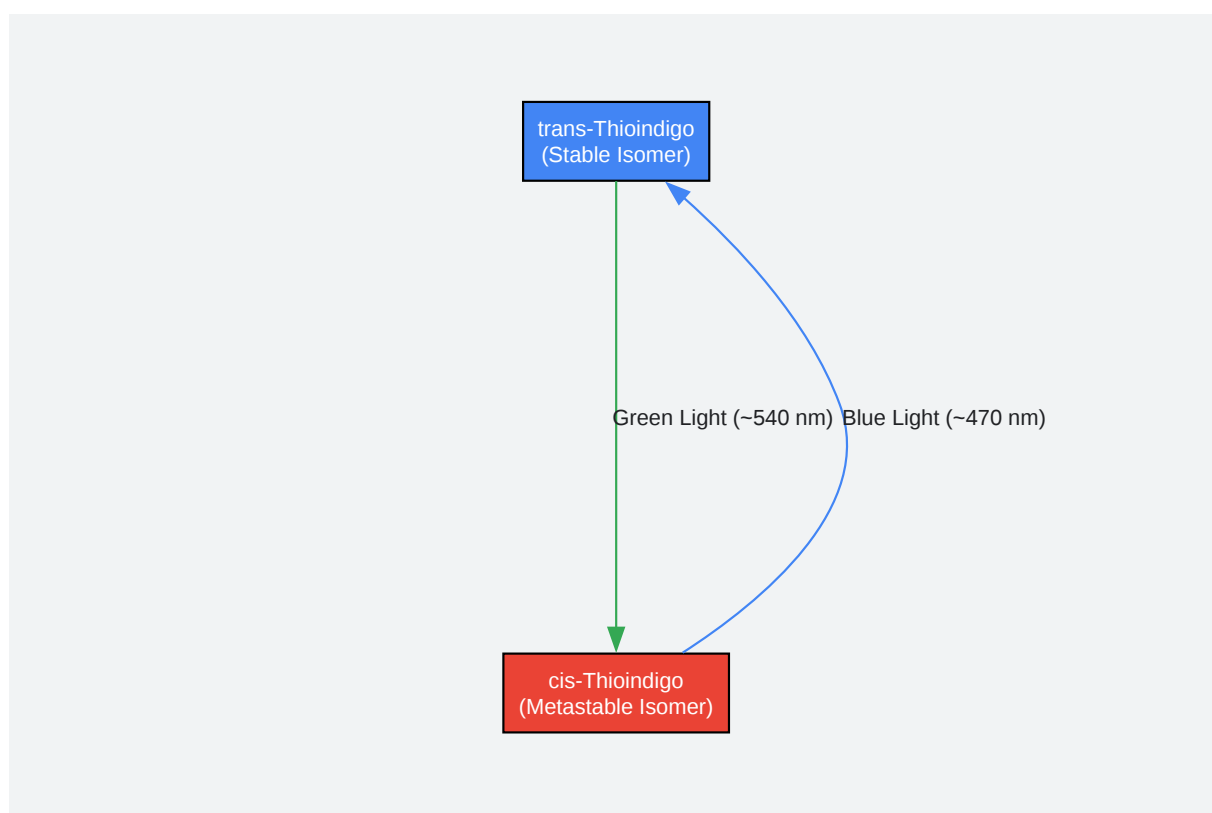 trans-Thioindigo
(Stable Isomer)
Green Light (~540 nm)
Blue Light (~470 nm)
cis-Thioindigo
(Metastable Isomer)